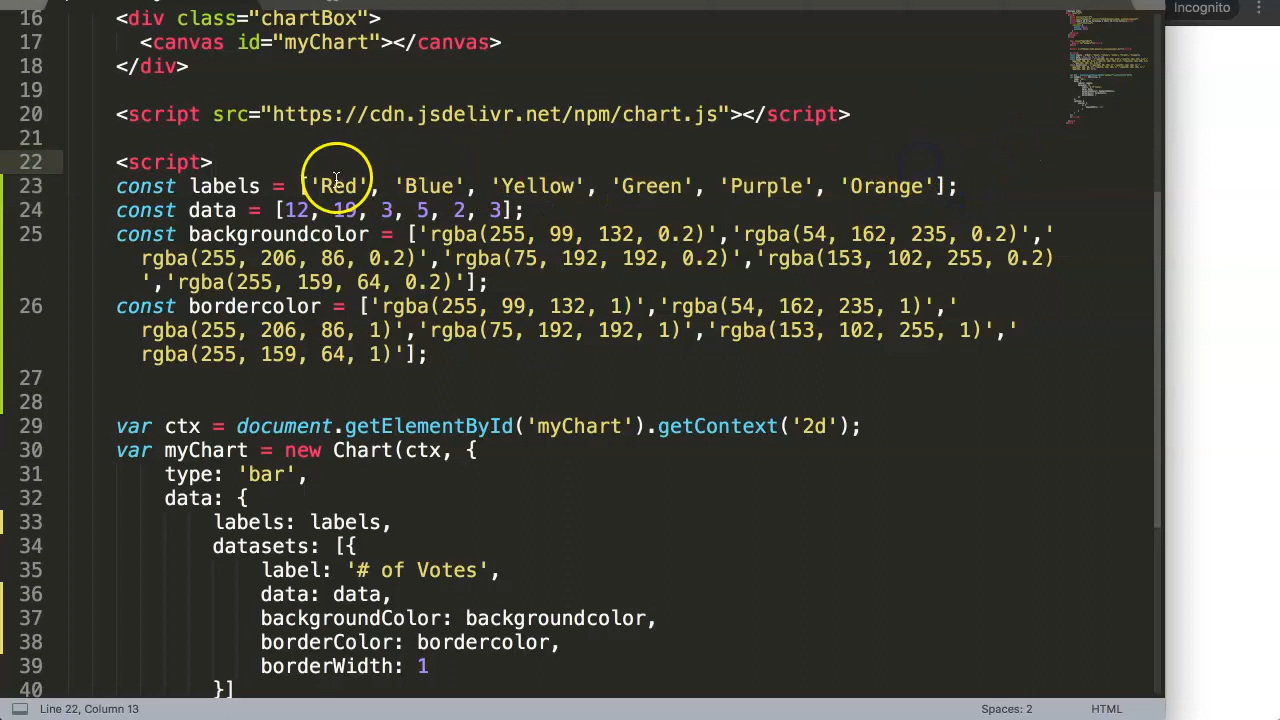 Incognito
16 <div class="chartBox">
17 <canvas id="myChart"></canvas>
18 </div>
19
20 <script src="https://cdn.jsdelivr.net/npm/chart.js"></script>
21
22 <script>
23 const labels = ['Red', 'Blue', 'Yellow', 'Green', 'Purple', 'Orange'];
24 const data = [12, 19, 3, 5, 2, 3];
25 const backgroundcolor = ['rgba(255, 99, 132, 0.2)','rgba(54, 162, 235, 0.2)','
rgba(255, 206, 86, 0.2)','rgba(75, 192, 192, 0.2)','rgba(153, 102, 255, 0.2)
','rgba(255, 159, 64, 0.2)'];
26 const bordercolor = ['rgba(255, 99, 132, 1)','rgba(54, 162, 235, 1)','
rgba(255, 206, 86, 1)','rgba(75, 192, 192, 1)','rgba(153, 102, 255, 1)','
rgba(255, 159, 64, 1)'];
27
28
29 var ctx = document.getElementById('myChart').getContext('2d');
30 var myChart = new Chart(ctx, {
31 type: 'bar',
32 data: {
33 labels: labels,
34 datasets: [{
35 label: '# of Votes',
36 data: data,
37 backgroundColor: backgroundcolor,
38 borderColor: bordercolor,
39 borderWidth: 1
40 }]
Line 22, Column 13 Spaces: 2 HTML